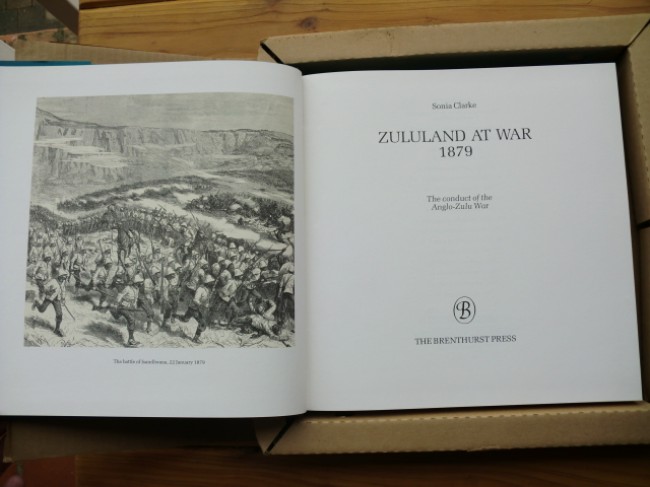 The battle of Isandlwana, 22 January 1879
Sonia Clarke
ZULULAND AT WAR
1879
The conduct of the
Anglo-Zulu War
B
THE BRENTHURST PRESS